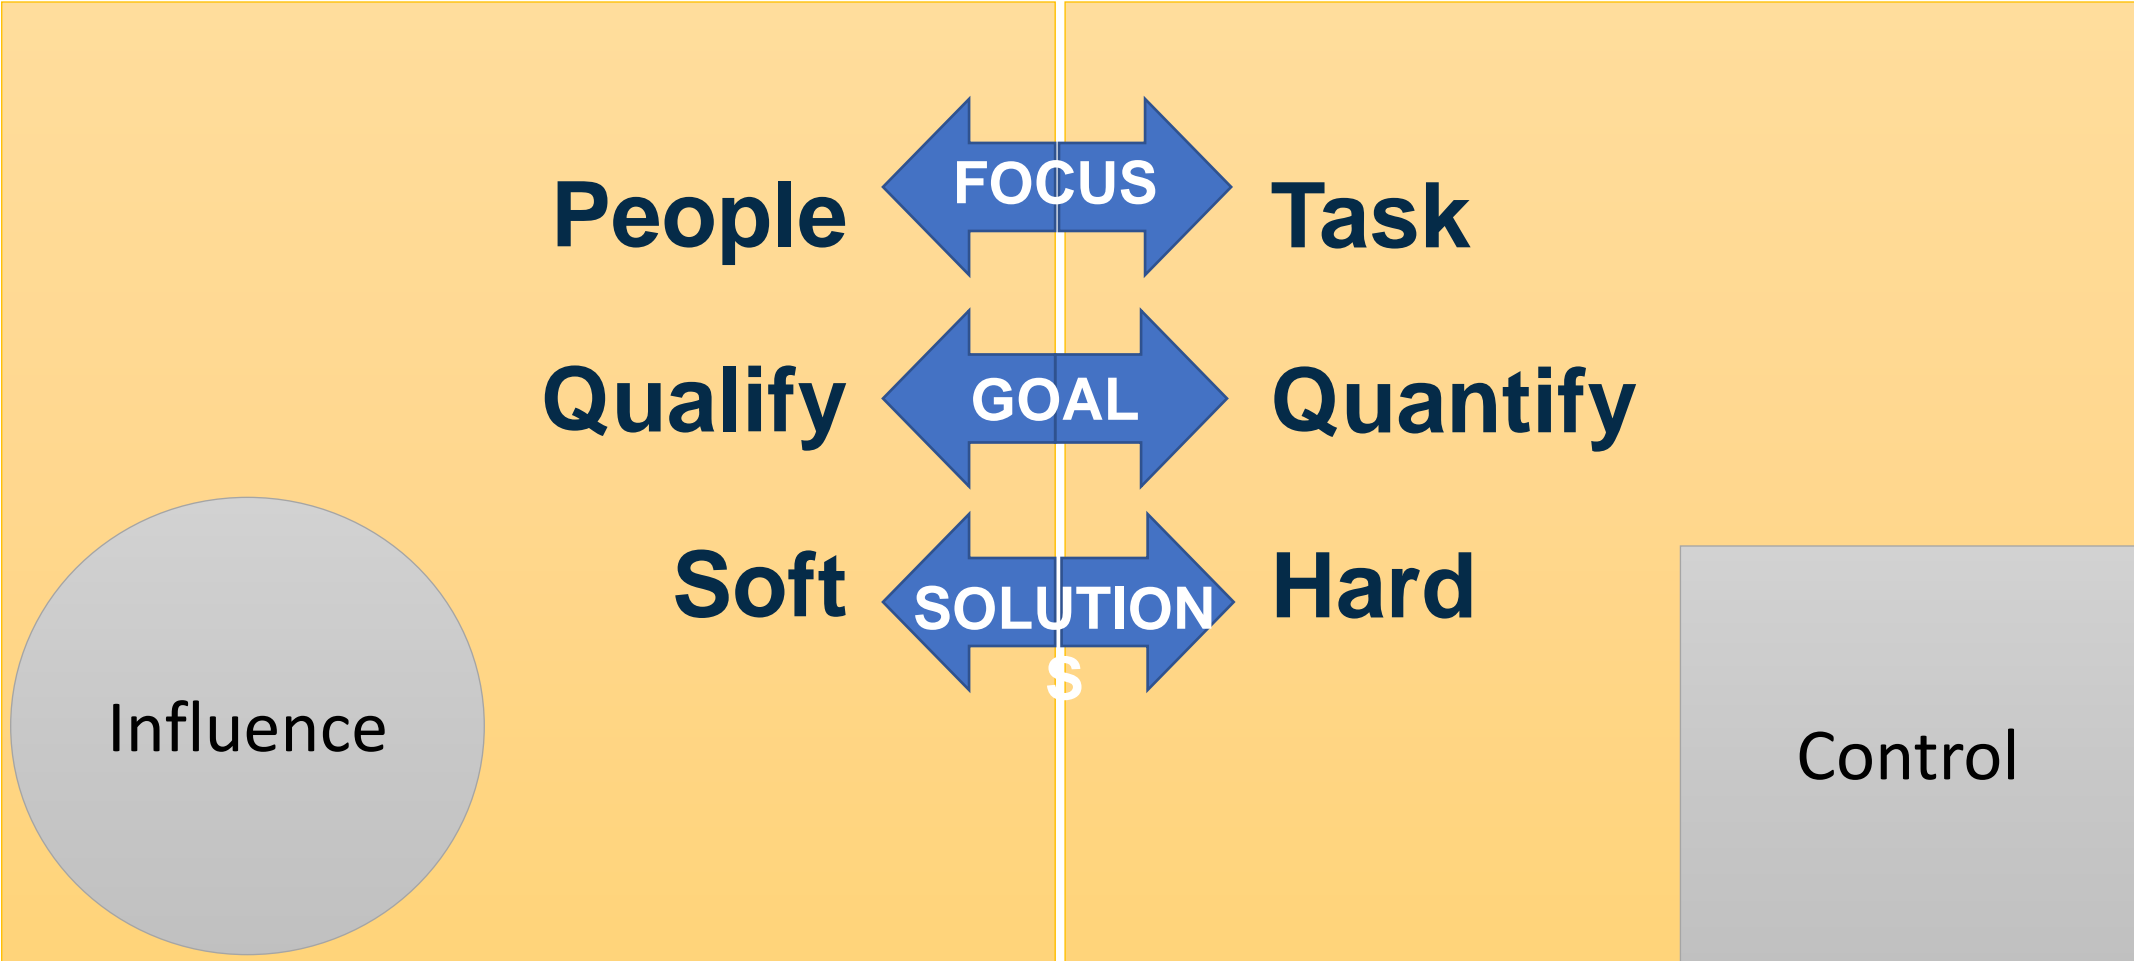 People FOCUS Task
Qualify GOAL Quantify
Soft SOLUTION Hard
S
Influence
Control